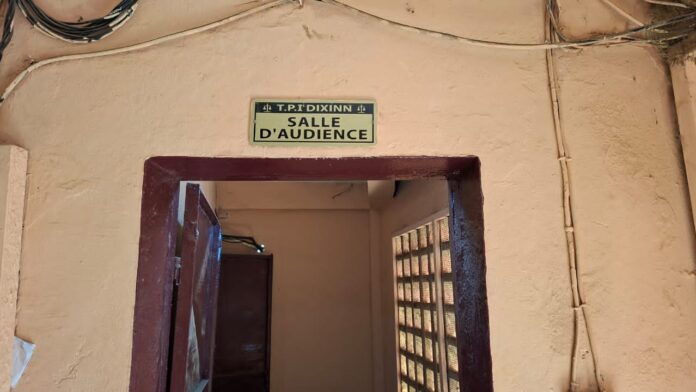 T.P.I DIXINN
SALLE
D'AUDIENCE